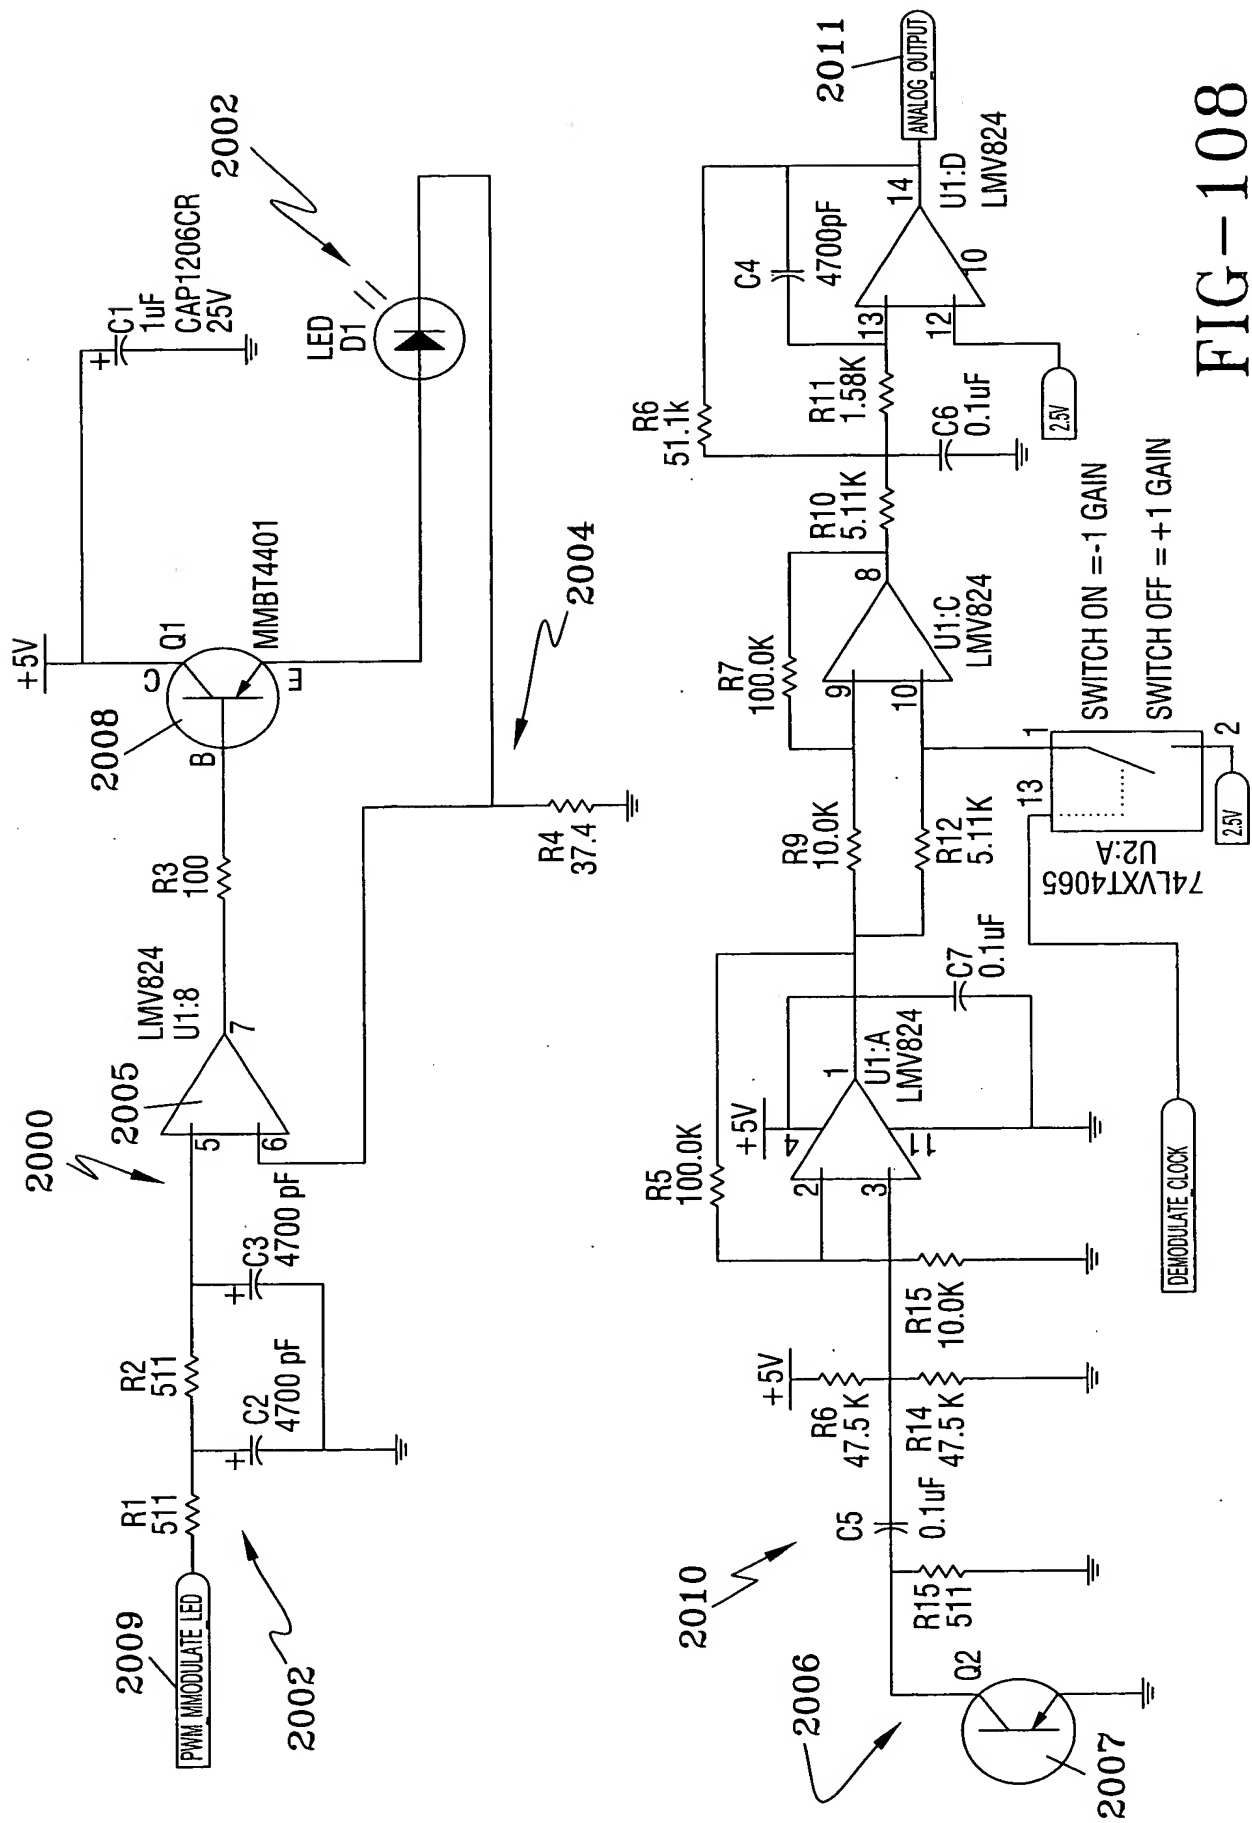 2000
2009
PWM MMODULATE LED
2002
R1
511
C2
4700 pF
R2
511
C3
4700 pF
5
6
2005
7
LMV824
U1:8
R3
100
B
2008
C
Q1
E
MMBT4401
+5V
C1
1uF
CAP1206CR
25V
LED
D1
2002
2004
R4
37.4
2006
2007
Q2
R15
511
2010
C5
0.1uF
+5V
R6
47.5 K
R14
47.5 K
R15
10.0K
R5
100.0K
+5V
4
2
3
1
11
U1:A
LMV824
C7
0.1uF
R9
10.0K
R12
5.11K
R7
100.0K
9
10
8
U1:C
LMV824
DEMODULATE CLOCK
13
1
2
U2:A
74LVXT4065
2.5V
SWITCH ON =-1 GAIN
SWITCH OFF =+1 GAIN
R10
5.11K
R6
51.1k
R11
1.58K
C6
0.1uF
C4
4700pF
13
12
14
10
U1:D
LMV824
2.5V
2011
ANALOG OUTPUT
FIG-108